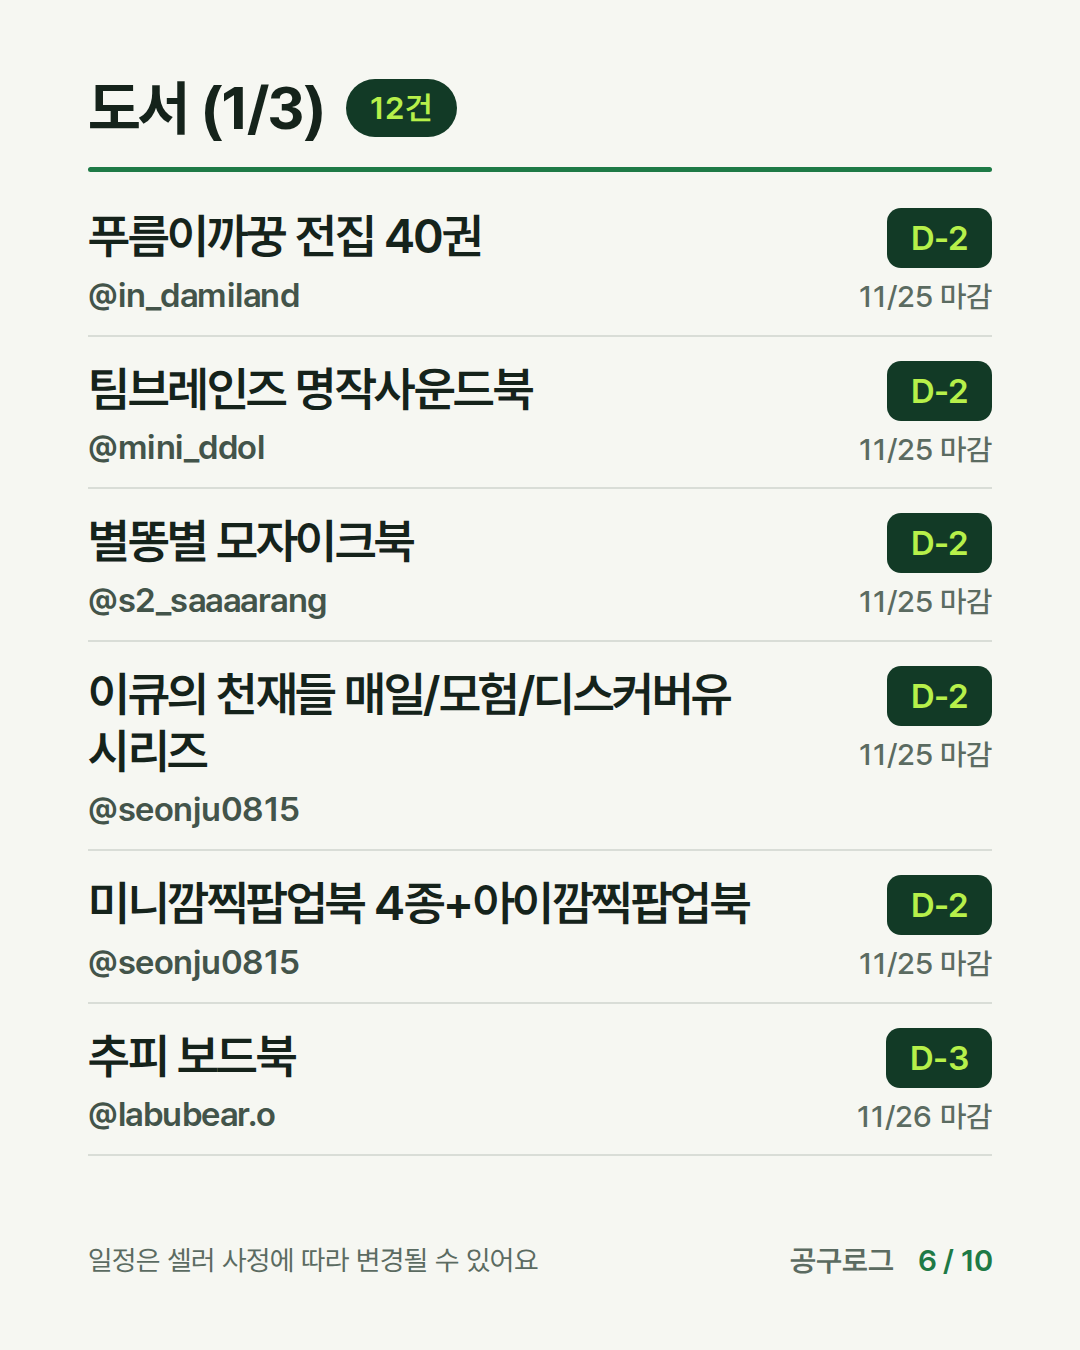 도서 (1/3) 12건
푸름이까꿍 전집 40권 D-2
@in_damiland 11/25 마감
팀브레인즈 명작사운드북 D-2
@mini_ddol 11/25 마감
별똥별 모자이크북 D-2
@s2_saaaarang 11/25 마감
이큐의 천재들 매일/모험/디스커버유 D-2
시리즈 11/25 마감
@seonju0815
미니깜찍팝업북 4종+아이깜찍팝업북 D-2
@seonju0815 11/25 마감
추피 보드북 D-3
@labubear.o 11/26 마감
일정은 셀러 사정에 따라 변경될 수 있어요 공구로그 6 / 10